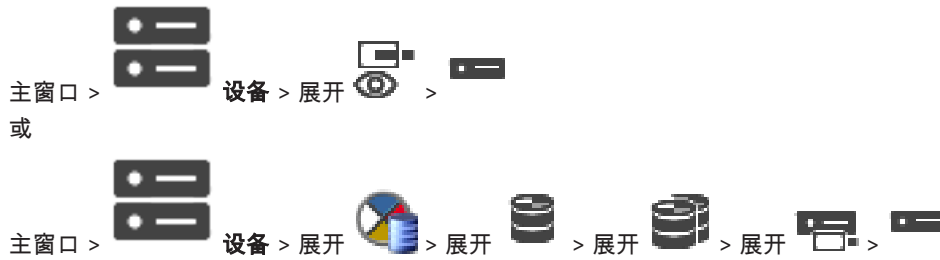 主窗口 > 设备 > 展开 >
或
主窗口 > 设备 > 展开 > 展开 > 展开 > 展开 >